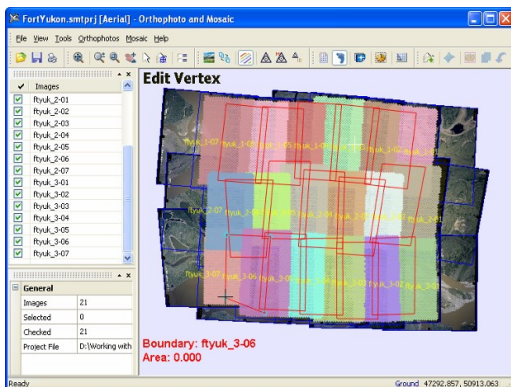 FortYukon.smtprj [Aerial] - Orthophoto and Mosaic
File View Tools Orthophotos Mosaic Help
Images
ftyuk_2-01
ftyuk_2-02
ftyuk_2-03
ftyuk_2-04
ftyuk_2-05
ftyuk_2-06
ftyuk_2-07
ftyuk_3-01
ftyuk_3-02
ftyuk_3-03
ftyuk_3-04
ftyuk_3-05
ftyuk_3-06
ftyuk_3-07
General
Images 21
Selected 0
Checked 21
Project File D:\Working with
Edit Vertex
Boundary: ftyuk_3-06
Area: 0.000
Ready
Ground 47292.857, 50913.063